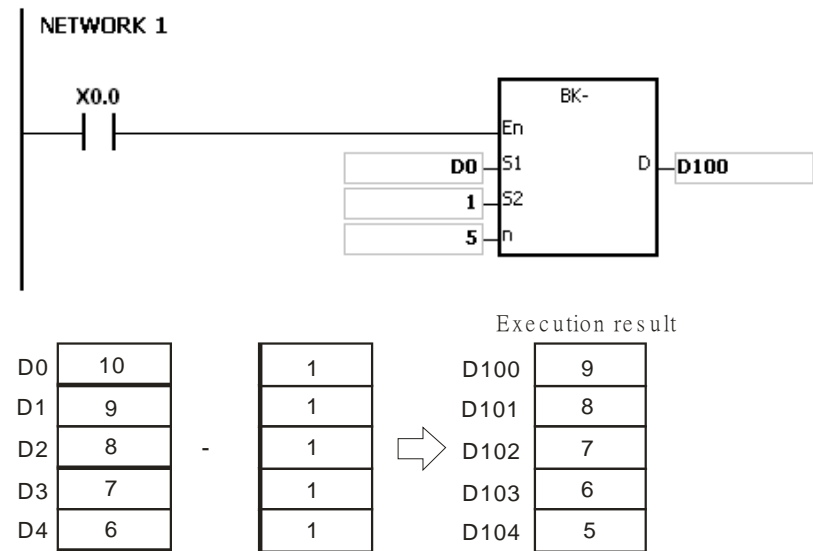 NETWORK 1
X0.0
BK-
En
D0 S1 D D100
1 S2
5 n
Execution result
D0 10 1 D100 9
D1 9 1 D101 8
D2 8 - 1 D102 7
D3 7 1 D103 6
D4 6 1 D104 5